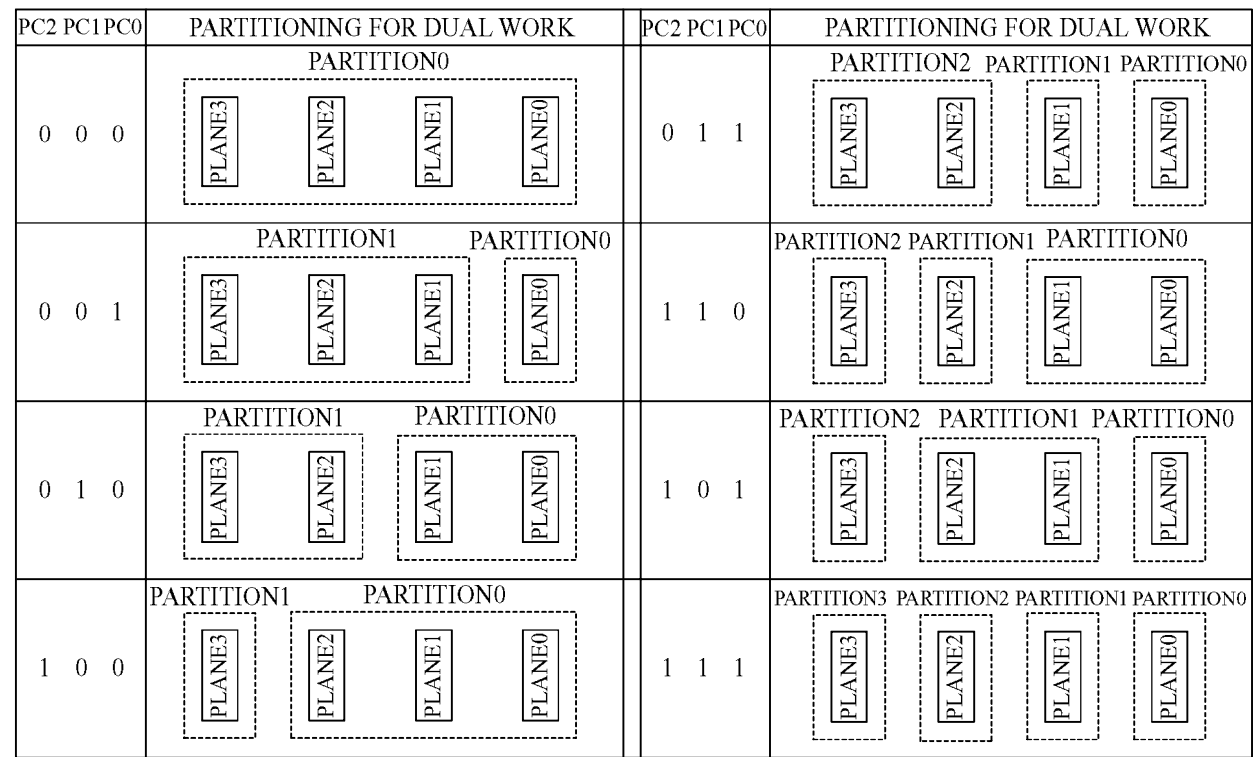 PC2 PC1PC0 PARTITIONING FOR DUAL WORK PC2 PC1PC0 PARTITIONING FOR DUAL WORK
PARTITION0
0 0 0 PLANE3 PLANE2 PLANE1 PLANE0
PARTITION2 PARTITION1 PARTITION0
0 1 1 PLANE3 PLANE2 PLANE1 PLANE0
PARTITION1 PARTITION0
0 0 1 PLANE3 PLANE2 PLANE1 PLANE0
PARTITION2 PARTITION1 PARTITION0
1 1 0 PLANE3 PLANE2 PLANE1 PLANE0
PARTITION1 PARTITION0
0 1 0 PLANE3 PLANE2 PLANE1 PLANE0
PARTITION2 PARTITION1 PARTITION0
1 0 1 PLANE3 PLANE2 PLANE1 PLANE0
PARTITION1 PARTITION0
1 0 0 PLANE3 PLANE2 PLANE1 PLANE0
PARTITION3 PARTITION2 PARTITION1 PARTITION0
1 1 1 PLANE3 PLANE2 PLANE1 PLANE0